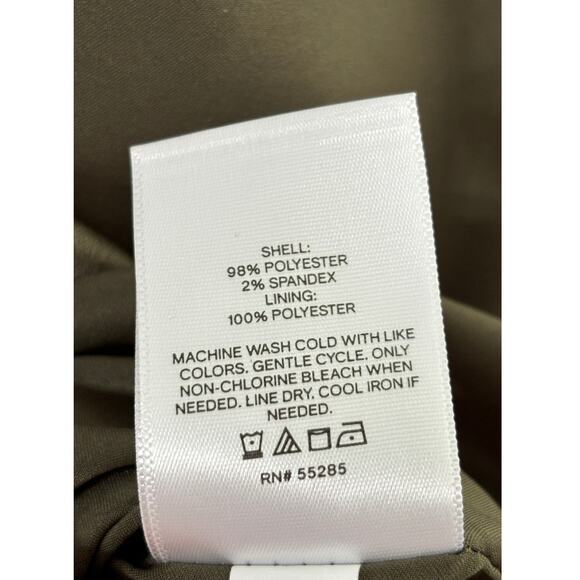 SHELL:
98% POLYESTER
2% SPANDEX
LINING:
100% POLYESTER
MACHINE WASH COLD WITH LIKE
COLORS. GENTLE CYCLE. ONLY
NON-CHLORINE BLEACH WHEN
NEEDED. LINE DRY. COOL IRON IF
NEEDED.
RN# 55285